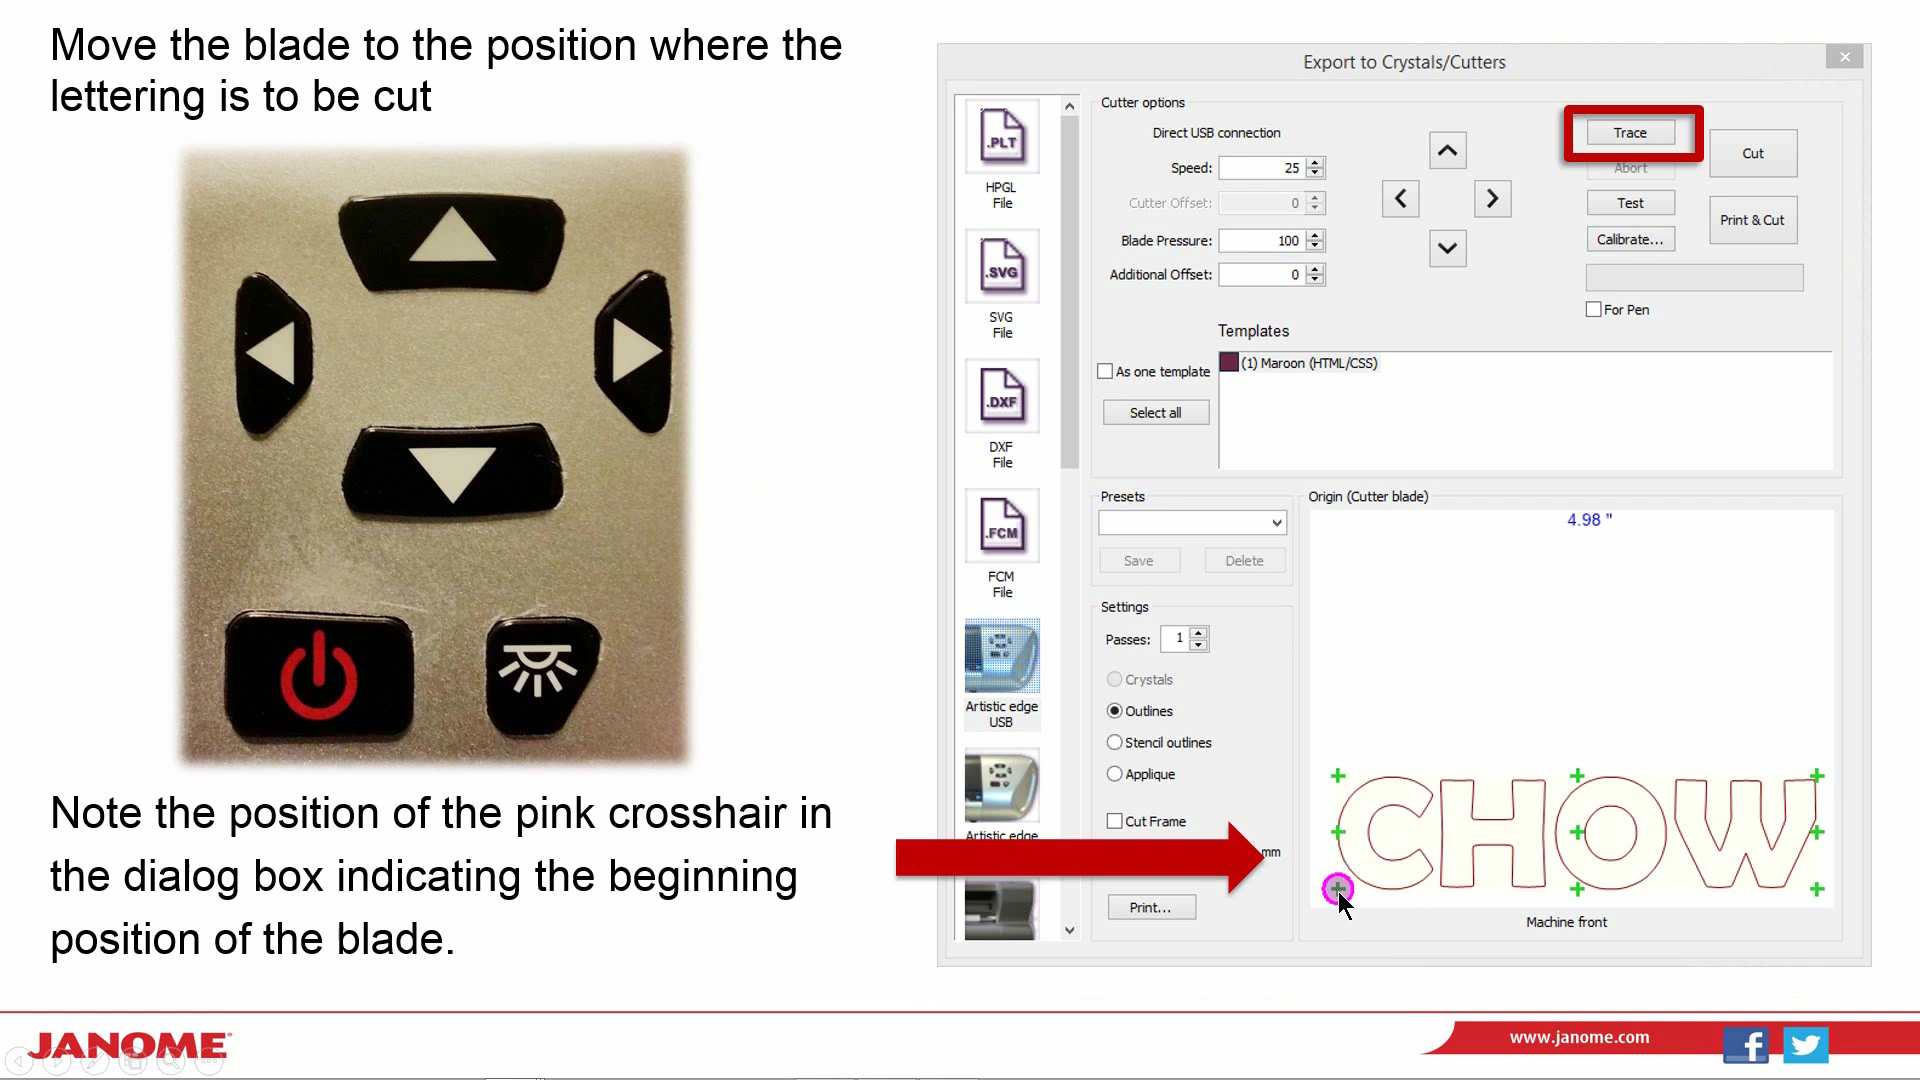 Move the blade to the position where the
lettering is to be cut
Note the position of the pink crosshair in
the dialog box indicating the beginning
position of the blade.
Export to Crystals/Cutters
.PLT
HPGL
File
.SVG
SVG
File
.DXF
DXF
File
.FCM
FCM
File
Artistic edge
USB
Artistic edge
Cutter options
Direct USB connection
Speed: 25
Cutter Offset: 0
Blade Pressure: 100
Additional Offset: 0
Trace
Abort
Test
Calibrate...
Cut
Print & Cut
For Pen
Templates
As one template
(1) Maroon (HTML/CSS)
Select all
Presets
Save Delete
Settings
Passes: 1
Crystals
Outlines
Stencil outlines
Applique
Cut Frame
mm
Print...
Origin (Cutter blade)
4.98 "
CHOW
Machine front
JANOME
www.janome.com